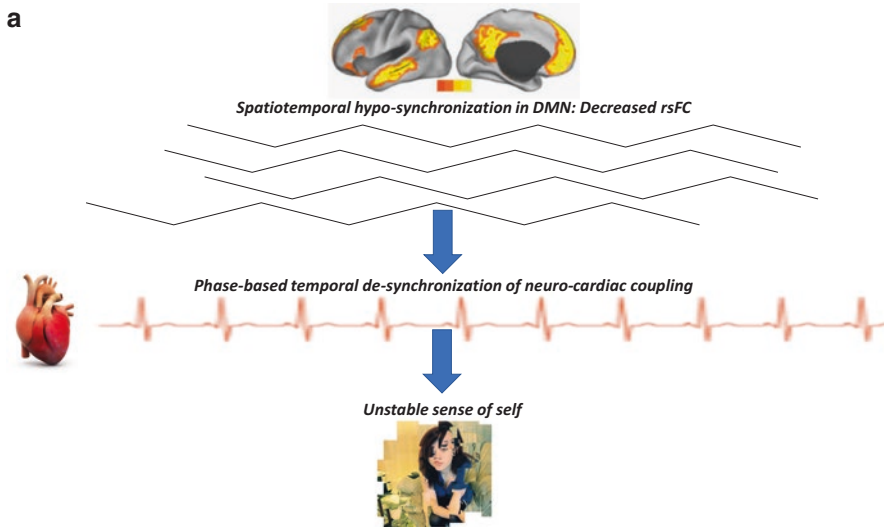 a
Spatiotemporal hypo-synchronization in DMN: Decreased rsFC
Phase-based temporal de-synchronization of neuro-cardiac coupling
Unstable sense of self